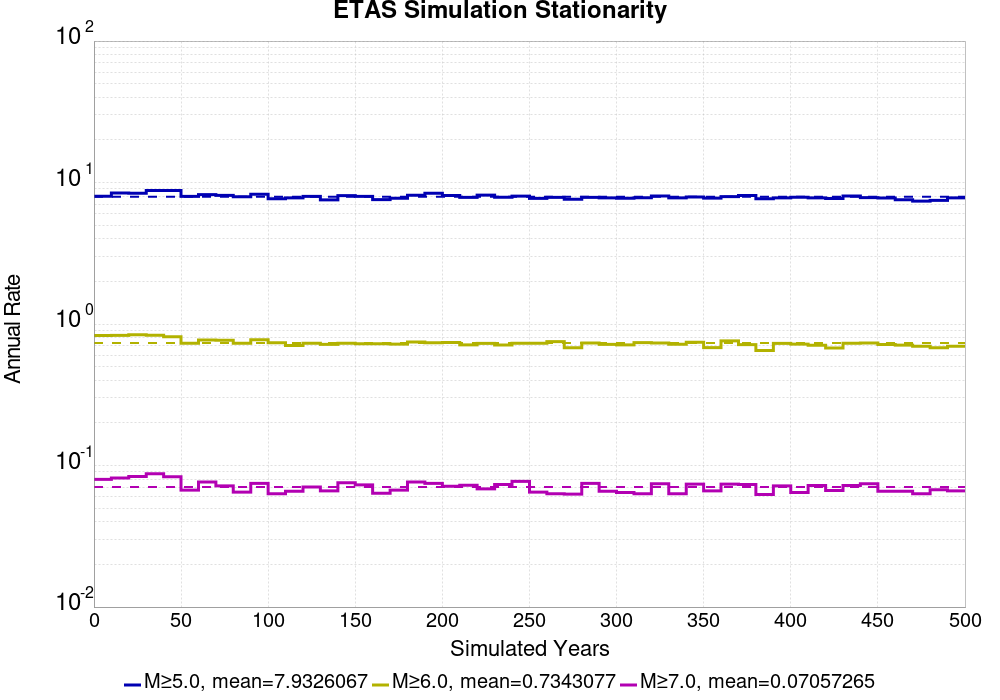 ETAS Simulation Stationarity
10^2
10^1
10^0
10^-1
10^-2
Annual Rate
0 50 100 150 200 250 300 350 400 450 500
Simulated Years
M≥5.0, mean=7.9326067 M≥6.0, mean=0.7343077 M≥7.0, mean=0.07057265